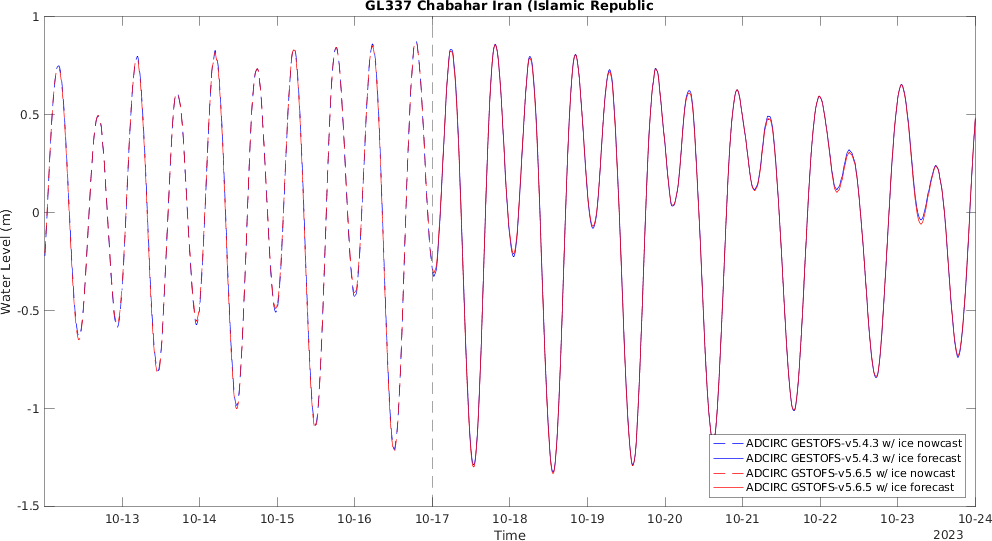 GL337 Chabahar Iran (Islamic Republic
1
0.5
0
-0.5
-1
-1.5
Water Level (m)
ADCIRC GESTOFS-v5.4.3 w/ ice nowcast
ADCIRC GESTOFS-v5.4.3 w/ ice forecast
ADCIRC GSTOFS-v5.6.5 w/ ice nowcast
ADCIRC GSTOFS-v5.6.5 w/ ice forecast
10-13 10-14 10-15 10-16 10-17 10-18 10-19 10-20 10-21 10-22 10-23 10-24
Time
2023